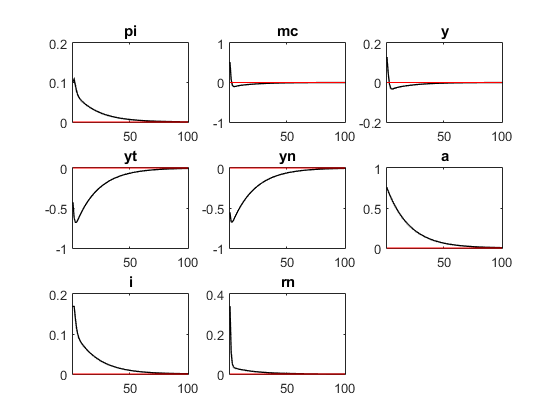 pi mc y
0.2 1 0.2
0.1 0 0
0 -1 -0.2
50 100 50 100 50 100
yt yn a
0 0 1
-0.5 -0.5 0.5
-1 -1 0
50 100 50 100 50 100
i rn
0.2 0.4
0.1 0.2
0 0
50 100 50 100